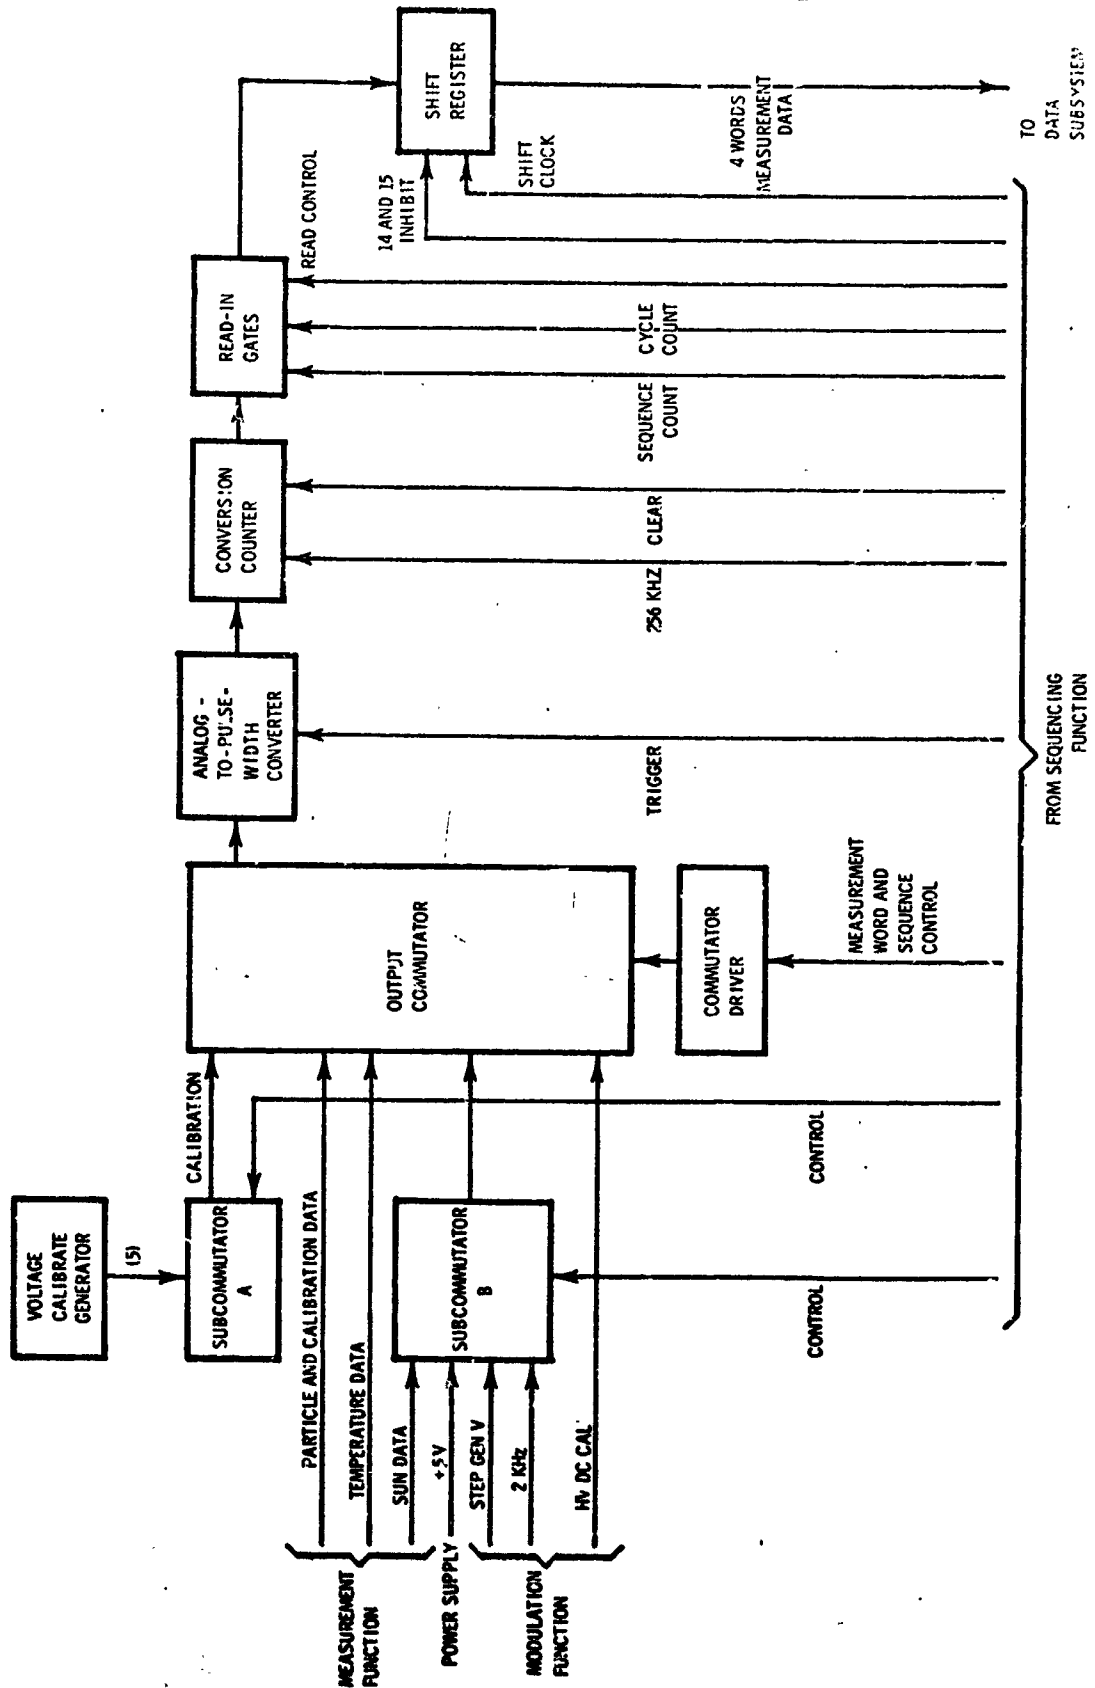 VOLTAGE
CALIBRATE
GENERATOR
(5)
SUBCOMMUTATOR
A
CALIBRATION
PARTICLE AND CALIBRATION DATA
TEMPERATURE DATA
SUN DATA
+5V
STEP GEN V
2 KHz
HV DC CAL
MEASUREMENT
FUNCTION
POWER SUPPLY
MODULATION
FUNCTION
SUBCOMMUTATOR
B
CONTROL
CONTROL
OUTPUT
COMMUTATOR
COMMUTATOR
DRIVER
MEASUREMENT
WORD AND
SEQUENCE
CONTROL
ANALOG -
TO-PULSE-
WIDTH
CONVERTER
TRIGGER
CONVERSION
COUNTER
256 KHZ
CLEAR
READ-IN
GATES
SEQUENCE
COUNT
CYCLE
COUNT
READ CONTROL
SHIFT
REGISTER
14 AND 15
INHIBIT
SHIFT
CLOCK
4 WORDS
MEASUREMENT
DATA
TO
DATA
SUBSYSTEM
FROM SEQUENCING
FUNCTION